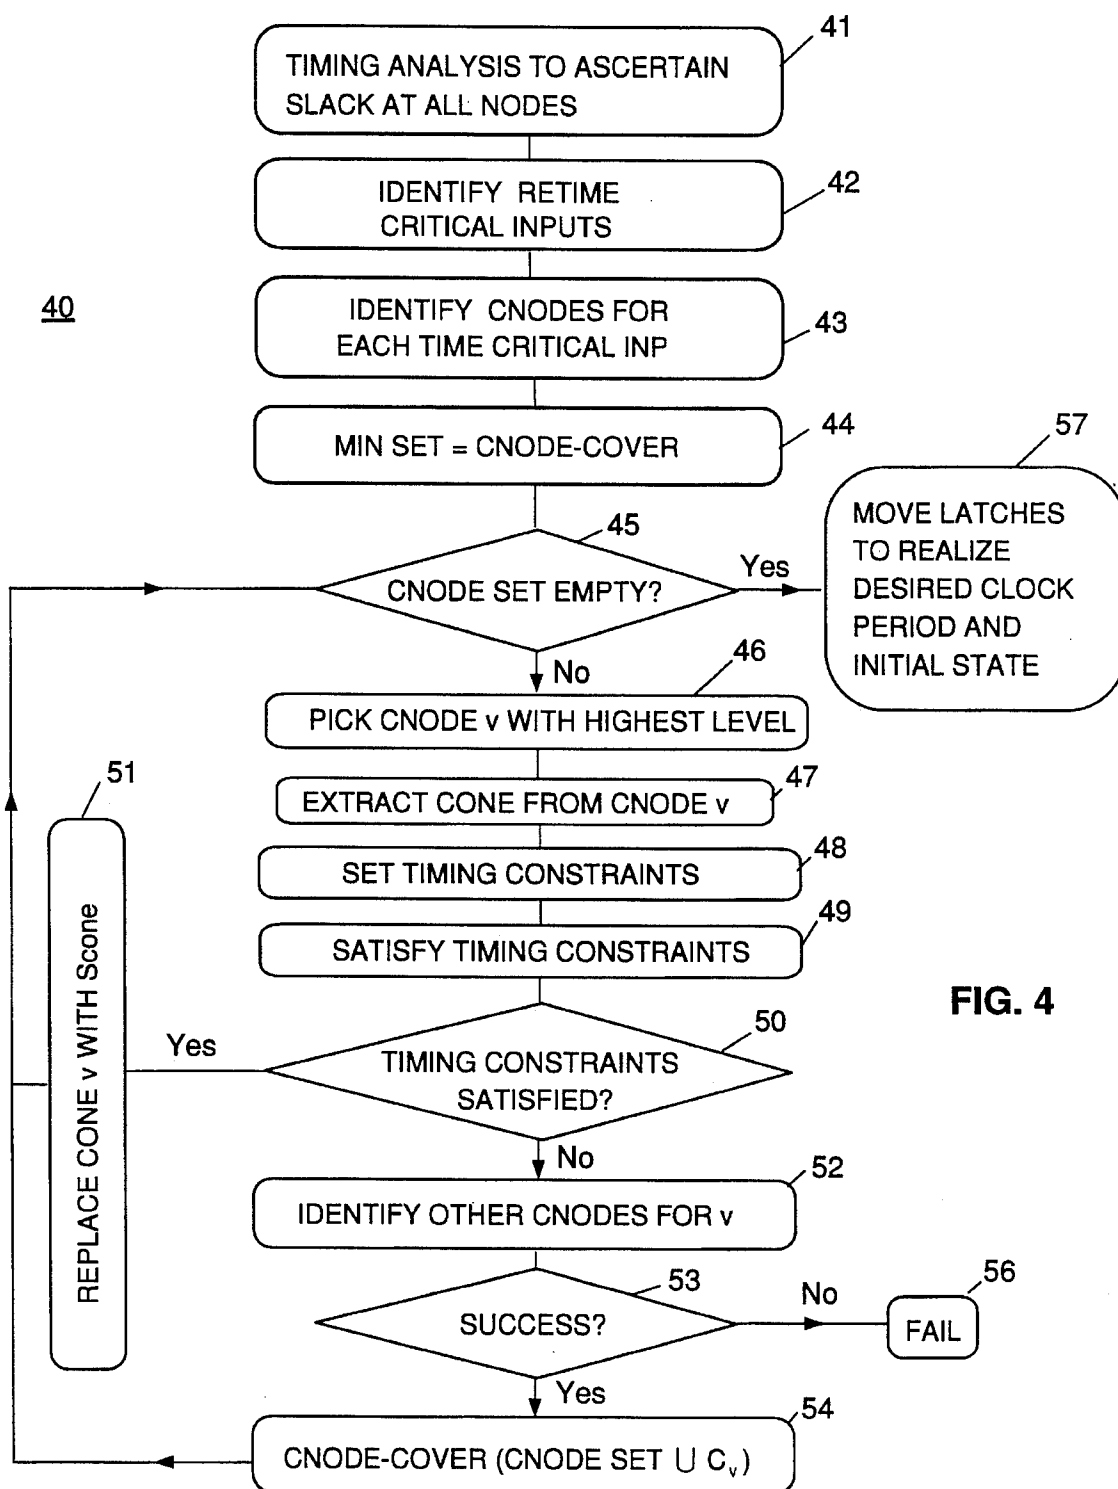 41
TIMING ANALYSIS TO ASCERTAIN
SLACK AT ALL NODES
42
IDENTIFY RETIME
CRITICAL INPUTS
40
43
IDENTIFY CNODES FOR
EACH TIME CRITICAL INP
44
MIN SET = CNODE-COVER
57
MOVE LATCHES
TO REALIZE
DESIRED CLOCK
PERIOD AND
INITIAL STATE
45
CNODE SET EMPTY?
Yes
No
46
PICK CNODE v WITH HIGHEST LEVEL
47
EXTRACT CONE FROM CNODE v
48
SET TIMING CONSTRAINTS
49
SATISFY TIMING CONSTRAINTS
FIG. 4
50
TIMING CONSTRAINTS
SATISFIED?
Yes
51
REPLACE CONE v WITH Scone
No
52
IDENTIFY OTHER CNODES FOR v
53
SUCCESS?
No
56
FAIL
Yes
54
CNODE-COVER (CNODE SET ∪ Cv)